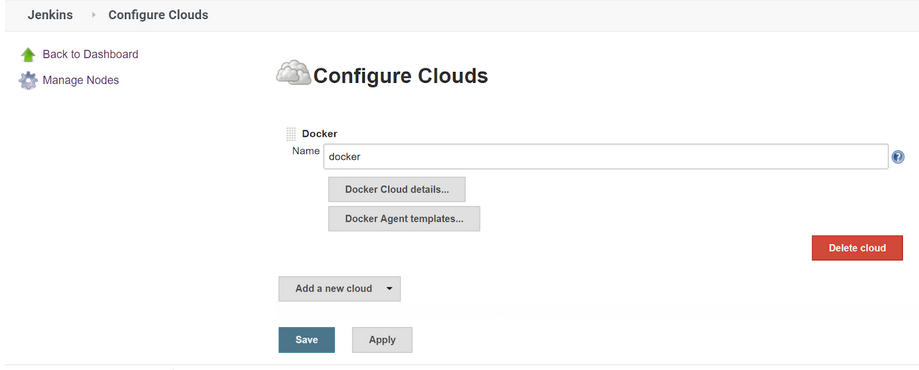 Jenkins Configure Clouds
Back to Dashboard
Manage Nodes
Configure Clouds
Docker
Name docker
Docker Cloud details...
Docker Agent templates...
Delete cloud
Add a new cloud
Save Apply